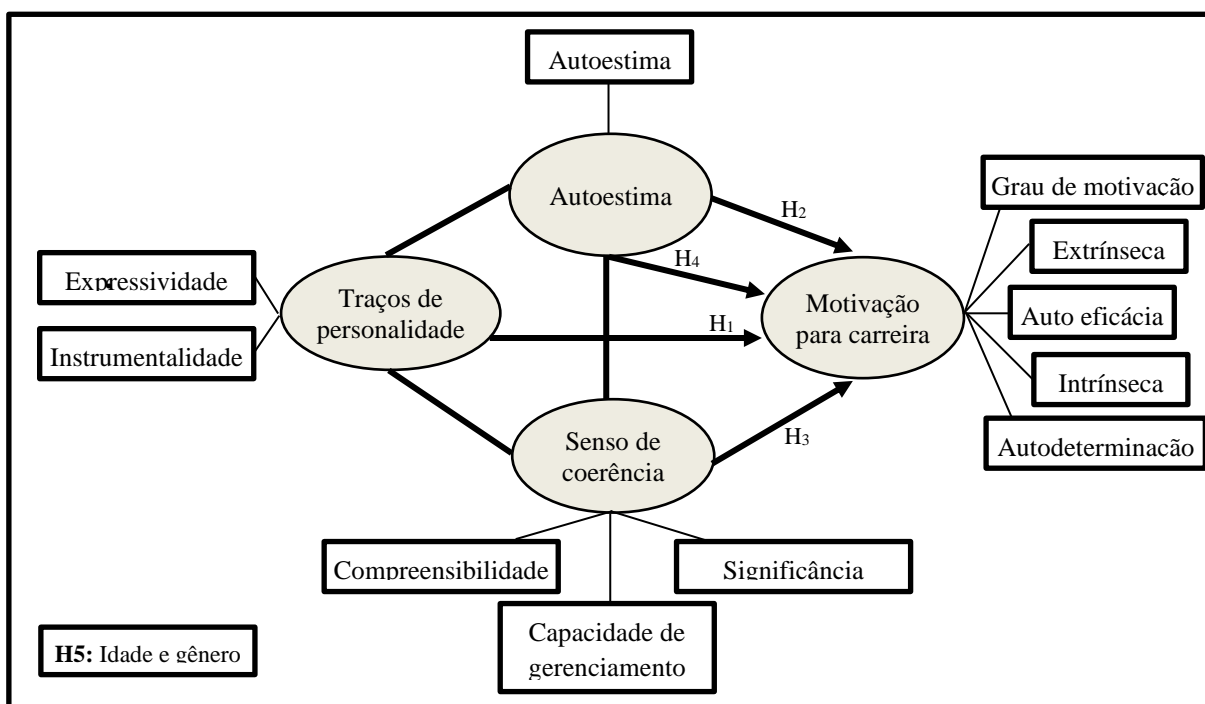 Autoestima
Autoestima
H2
Grau de motivação
H4
Extrínseca
Expressividade
Traços de
personalidade
Motivação
para carreira
H1
Auto eficácia
Instrumentalidade
Intrínseca
Senso de
coerência
H3
Autodeterminação
Compreensibilidade
Significância
Capacidade de
gerenciamento
H5: Idade e gênero